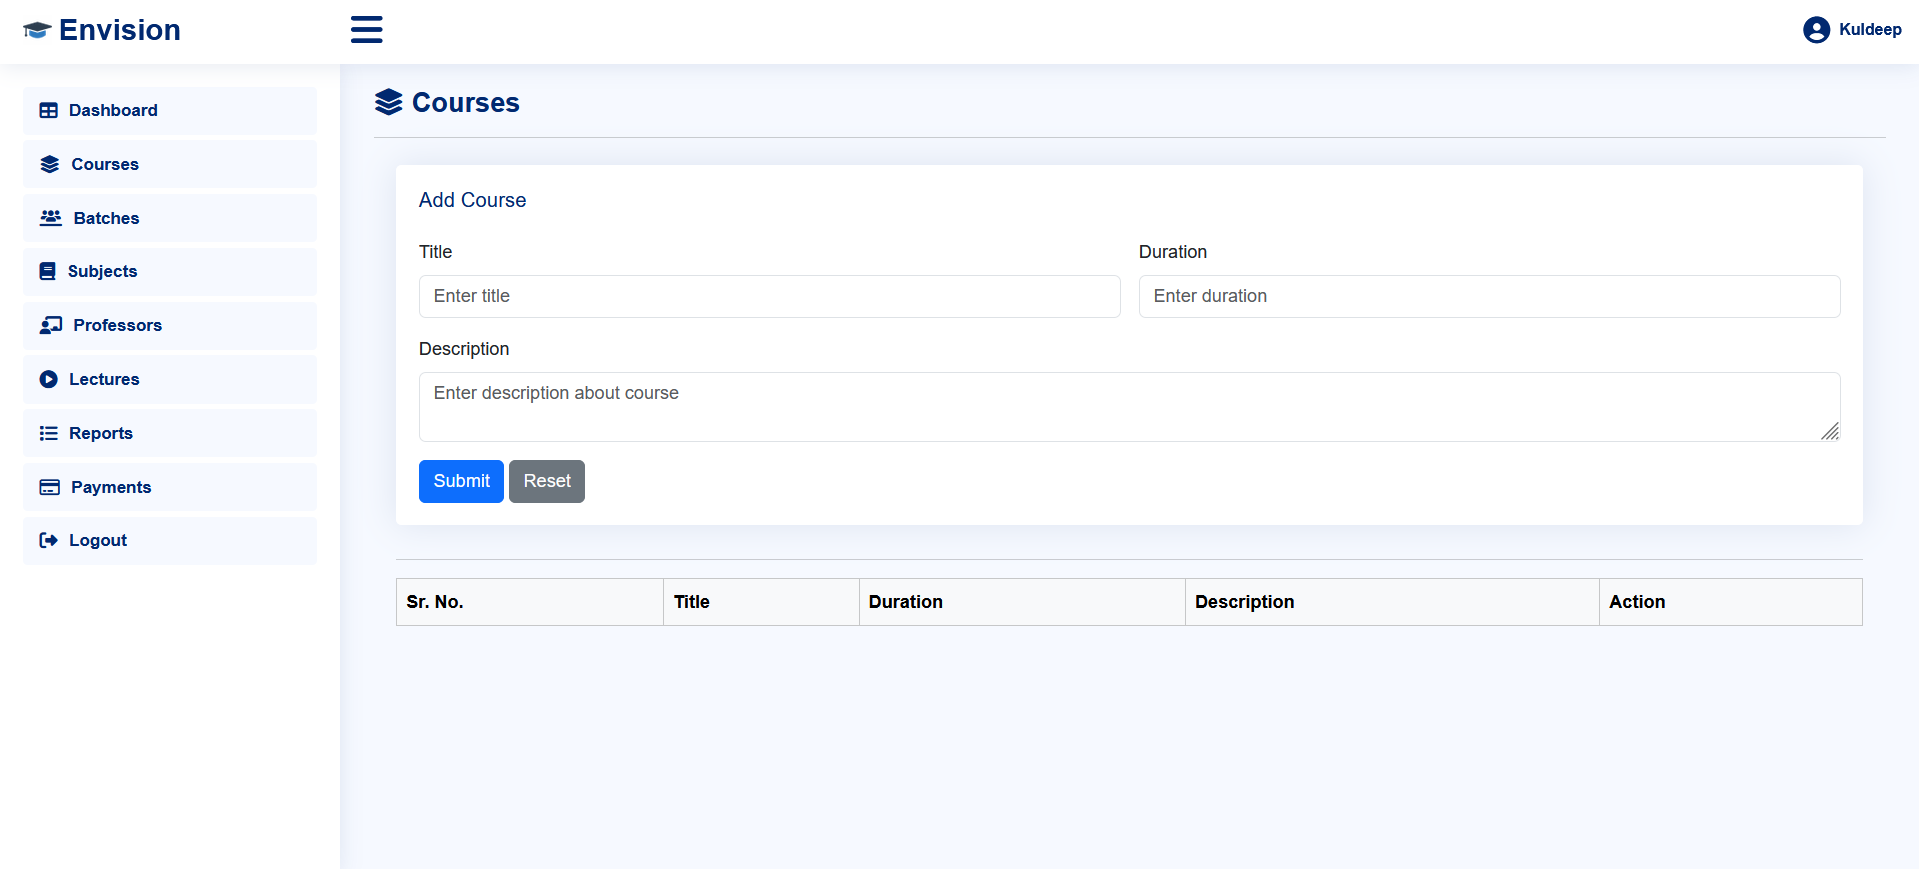 Envision
Kuldeep
Dashboard
Courses
Batches
Subjects
Professors
Lectures
Reports
Payments
Logout
Courses
Add Course
Title Duration
Enter title Enter duration
Description
Enter description about course
Submit Reset
Sr. No. Title Duration Description Action